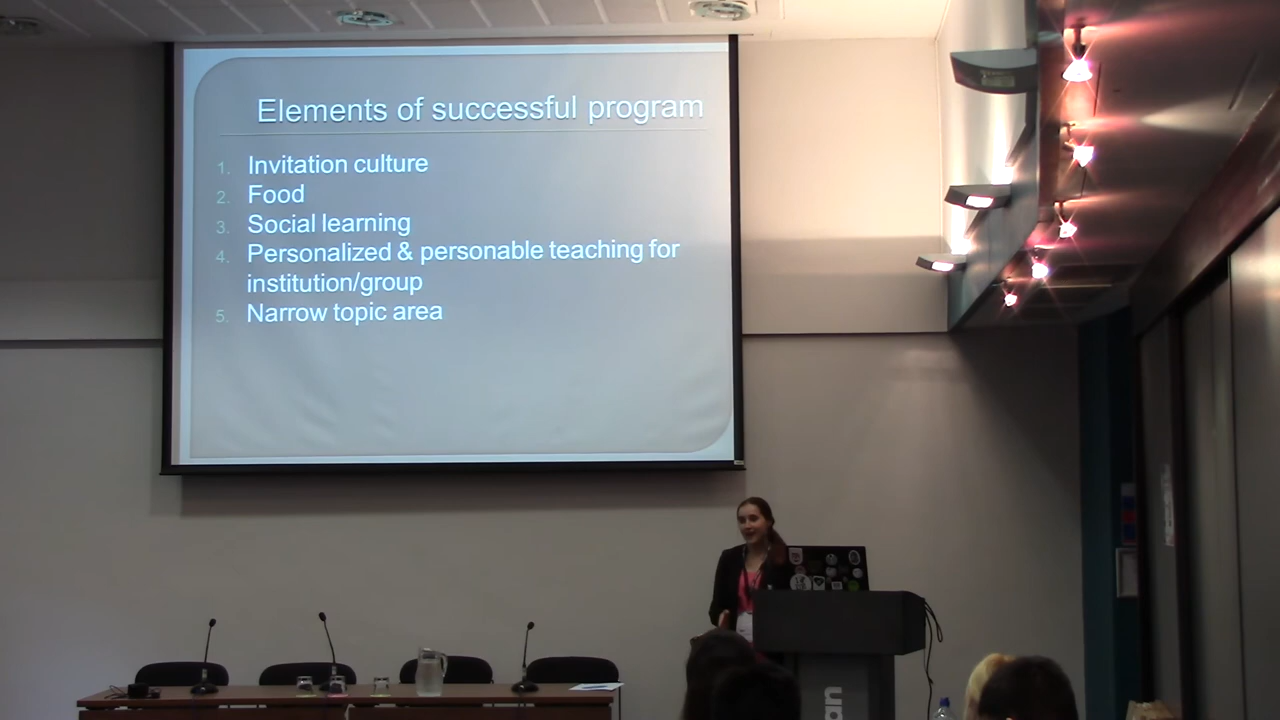 Elements of successful program
1. Invitation culture
2. Food
3. Social learning
4. Personalized & personable teaching for
institution/group
5. Narrow topic area
an